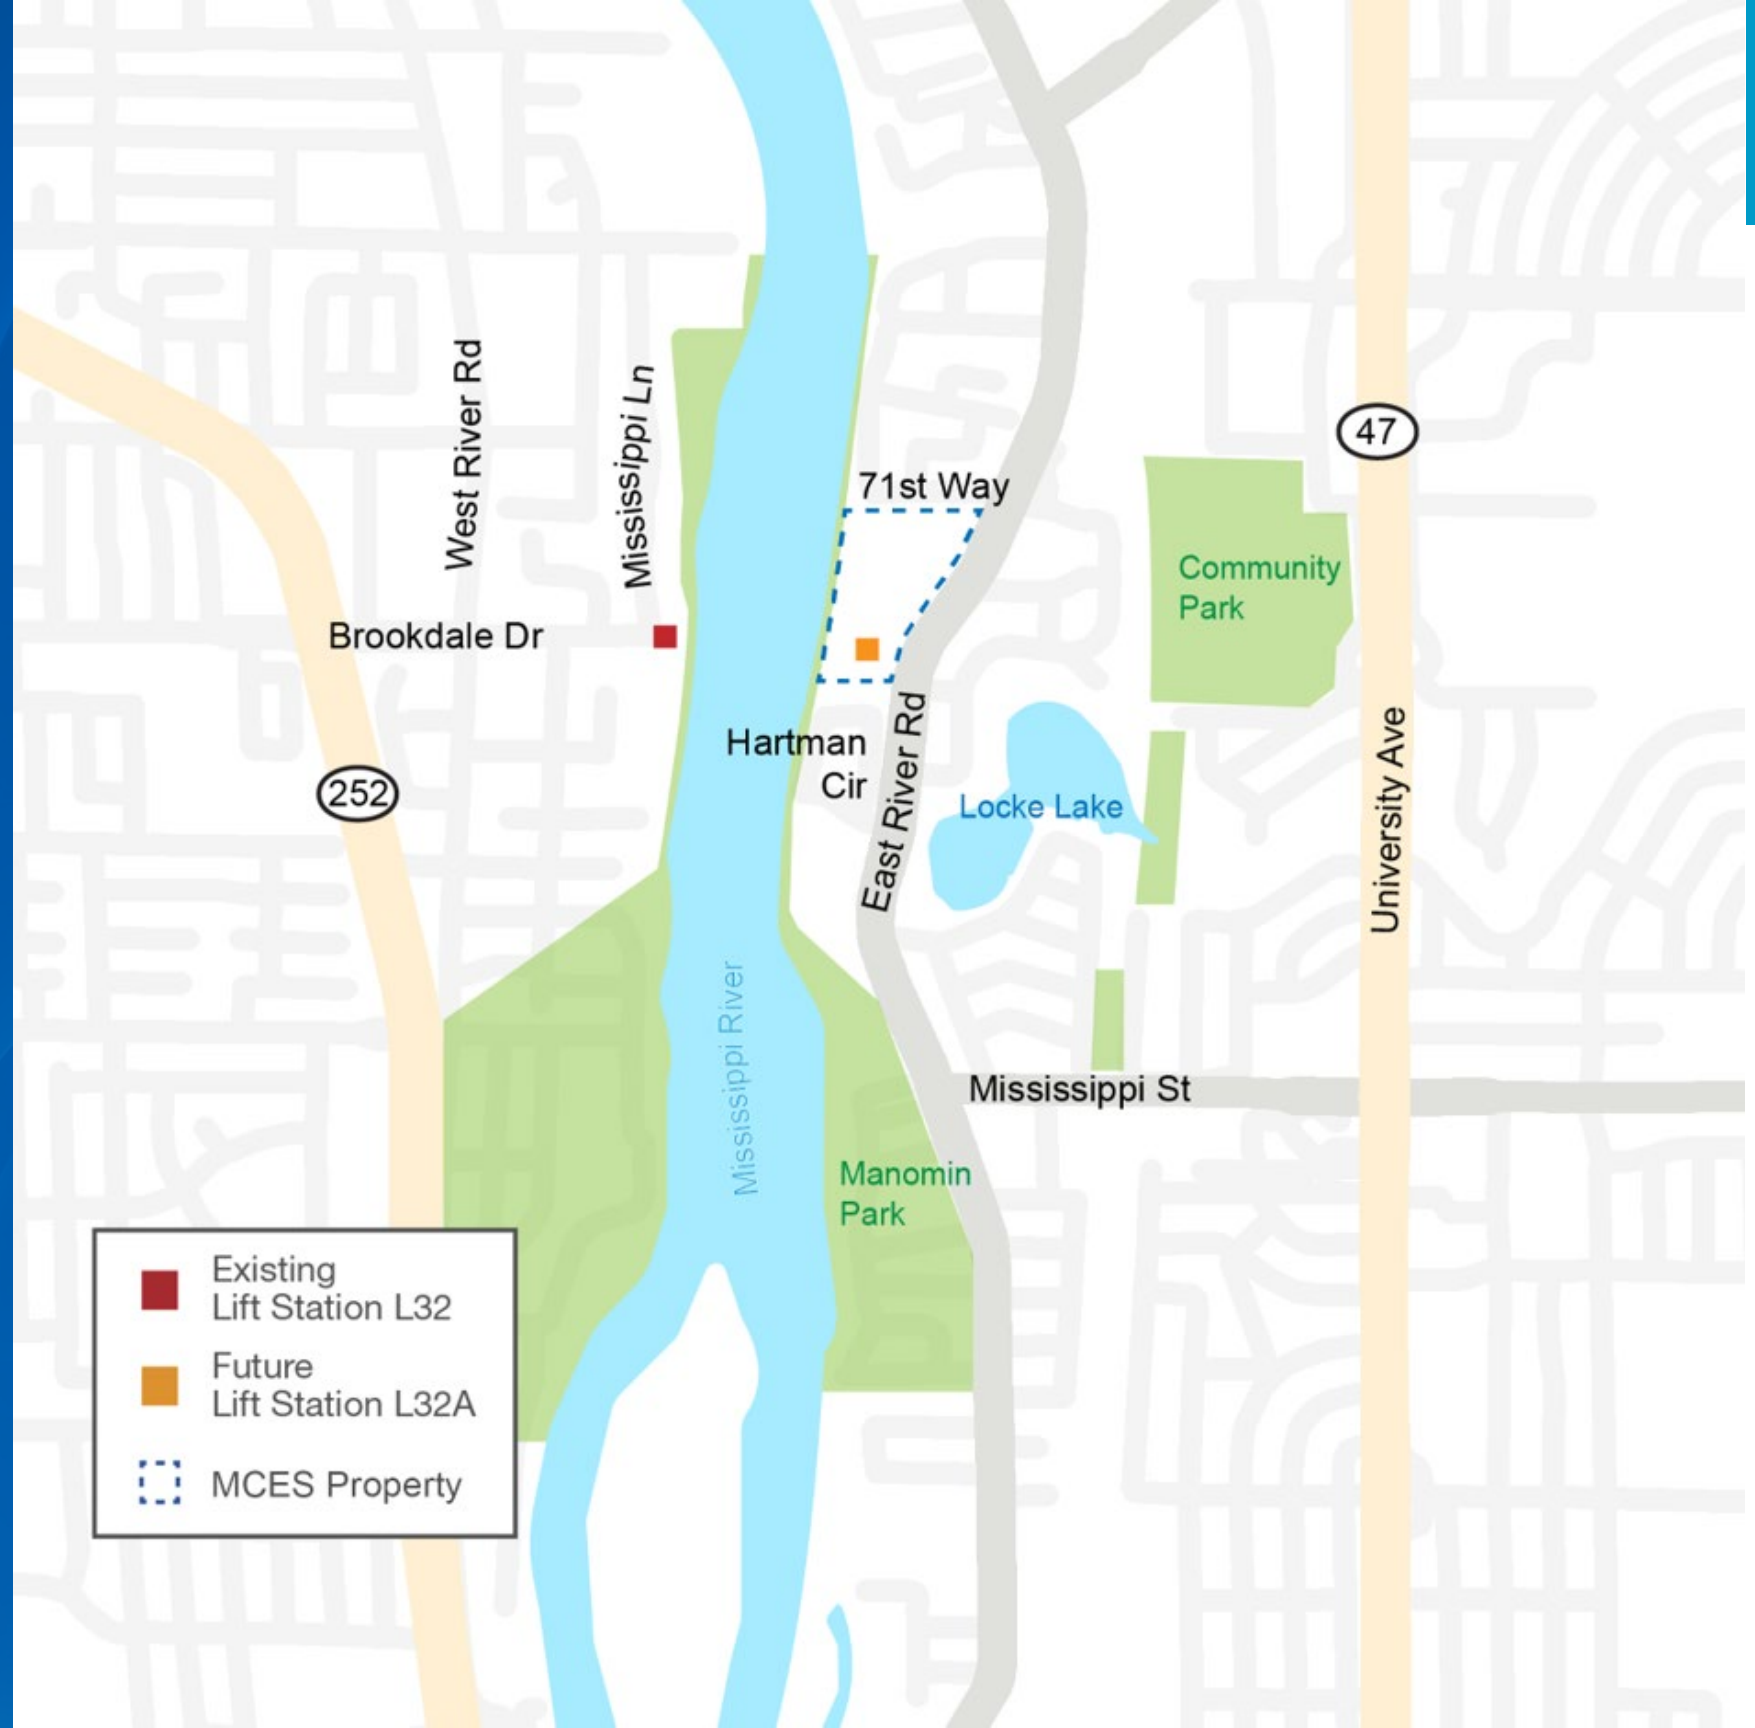 West River Rd
Mississippi Ln
47
71st Way
Community
Park
Brookdale Dr
Hartman
Cir
East River Rd
252
Locke Lake
University Ave
Mississippi River
Mississippi St
Manomin
Park
Existing
Lift Station L32
Future
Lift Station L32A
MCES Property